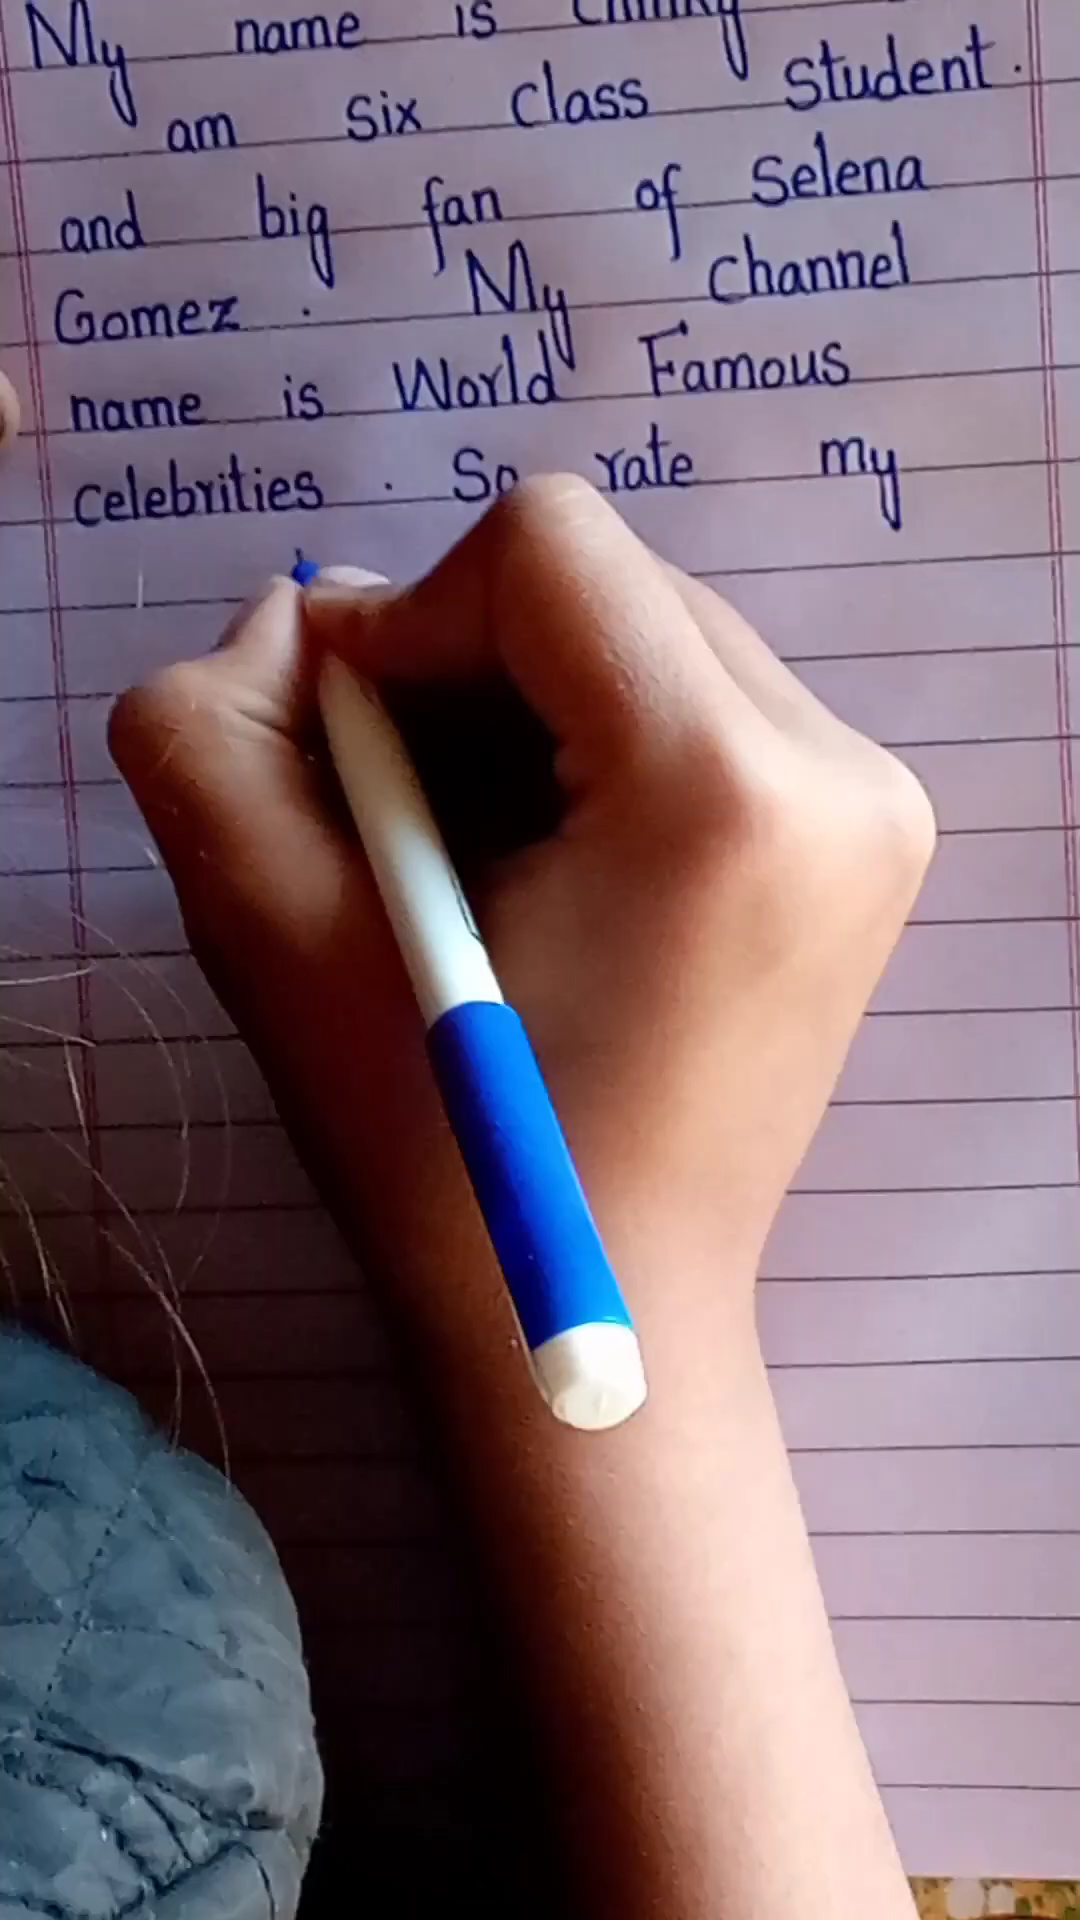 My name is
am six class student.
and big fan of Selena
Gomez. My channel
name is World Famous
celebrities. So rate my